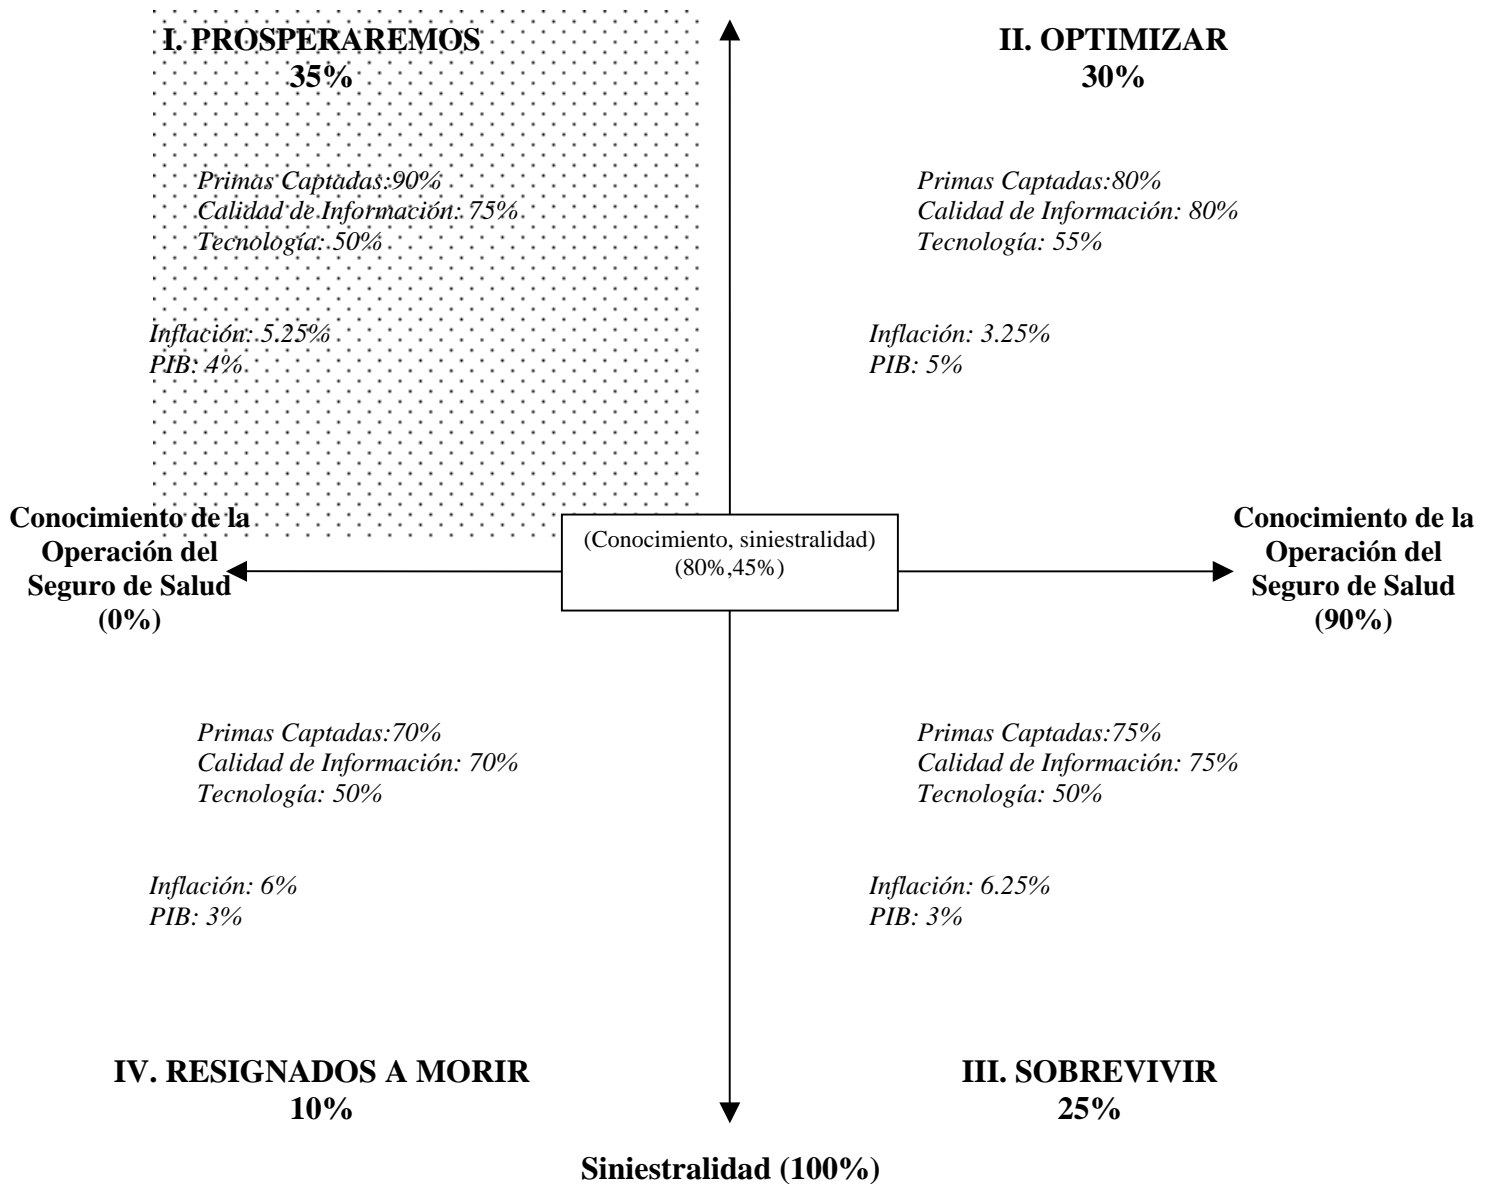 I. PROSPERAREMOS
35%
II. OPTIMIZAR
30%
Primas Captadas:90%
Calidad de Información: 75%
Tecnología: 50%
Primas Captadas:80%
Calidad de Información: 80%
Tecnología: 55%
Inflación: 5.25%
PIB: 4%
Inflación: 3.25%
PIB: 5%
Conocimiento de la
Operación del
Seguro de Salud
(0%)
(Conocimiento, siniestralidad)
(80%,45%)
Conocimiento de la
Operación del
Seguro de Salud
(90%)
Primas Captadas:70%
Calidad de Información: 70%
Tecnología: 50%
Primas Captadas:75%
Calidad de Información: 75%
Tecnología: 50%
Inflación: 6%
PIB: 3%
Inflación: 6.25%
PIB: 3%
IV. RESIGNADOS A MORIR
10%
III. SOBREVIVIR
25%
Siniestralidad (100%)